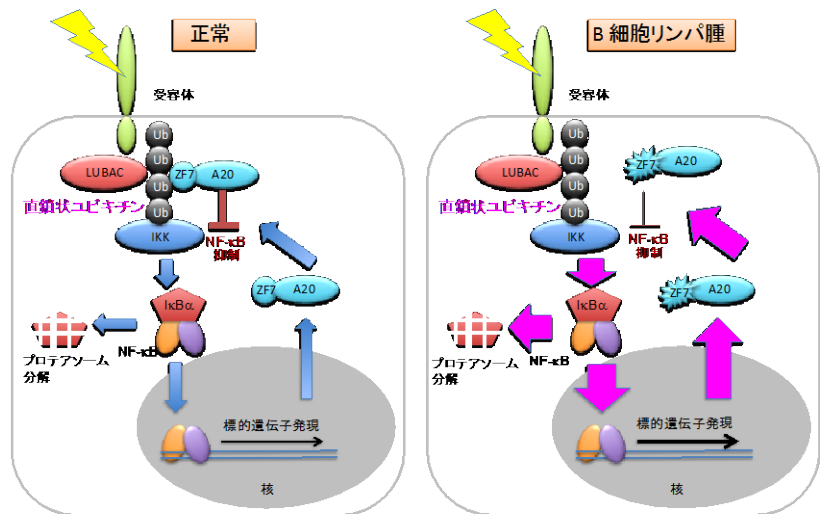 正常
受容体
Ub
Ub
Ub
Ub
LUBAC
ZF7
A20
直鎖状ユビキチン
IKK
NF-κB
抑制
ZF7
A20
IκBα
NF-κB
プロテアソーム
分解
標的遺伝子発現
核
B 細胞リンパ腫
受容体
Ub
Ub
Ub
Ub
LUBAC
ZF7
A20
直鎖状ユビキチン
IKK
NF-κB
抑制
ZF7
A20
IκBα
NF-κB
プロテアソーム
分解
標的遺伝子発現
核